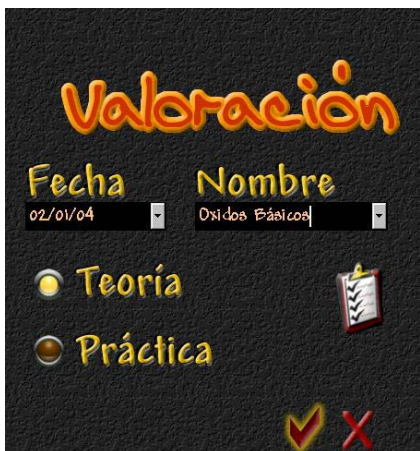 Valoración
Fecha Nombre
02/01/04 Oxidos Básicos
Teoría
Práctica